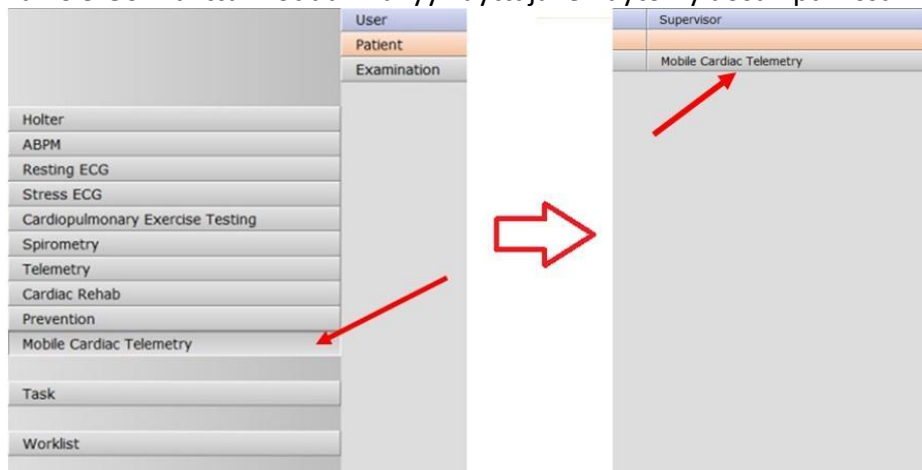 User
Patient
Examination
Holter
ABPM
Resting ECG
Stress ECG
Cardiopulmonary Exercise Testing
Spirometry
Telemetry
Cardiac Rehab
Prevention
Mobile Cardiac Telemetry
Task
Worklist
Supervisor
Mobile Cardiac Telemetry